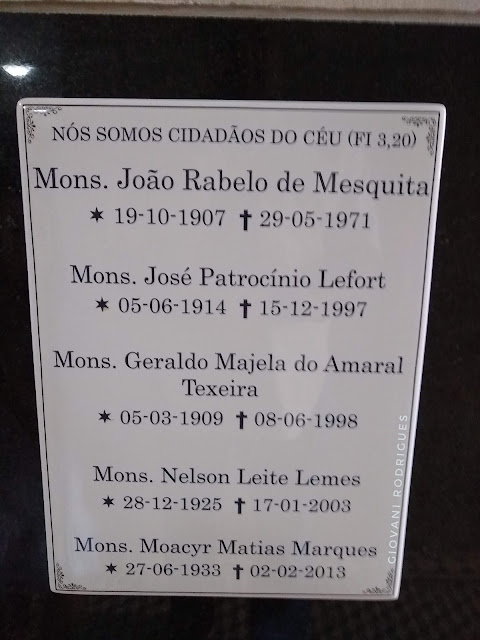 NÓS SOMOS CIDADÃOS DO CÉU (FI 3,20)
Mons. João Rabelo de Mesquita
✶ 19-10-1907 ✝ 29-05-1971
Mons. José Patrocínio Lefort
✶ 05-06-1914 ✝ 15-12-1997
Mons. Geraldo Majela do Amaral
Texeira
✶ 05-03-1909 ✝ 08-06-1998
Mons. Nelson Leite Lemes
✶ 28-12-1925 ✝ 17-01-2003
Mons. Moacyr Matias Marques
✶ 27-06-1933 ✝ 02-02-2013
GIOVANI RODRIGUES